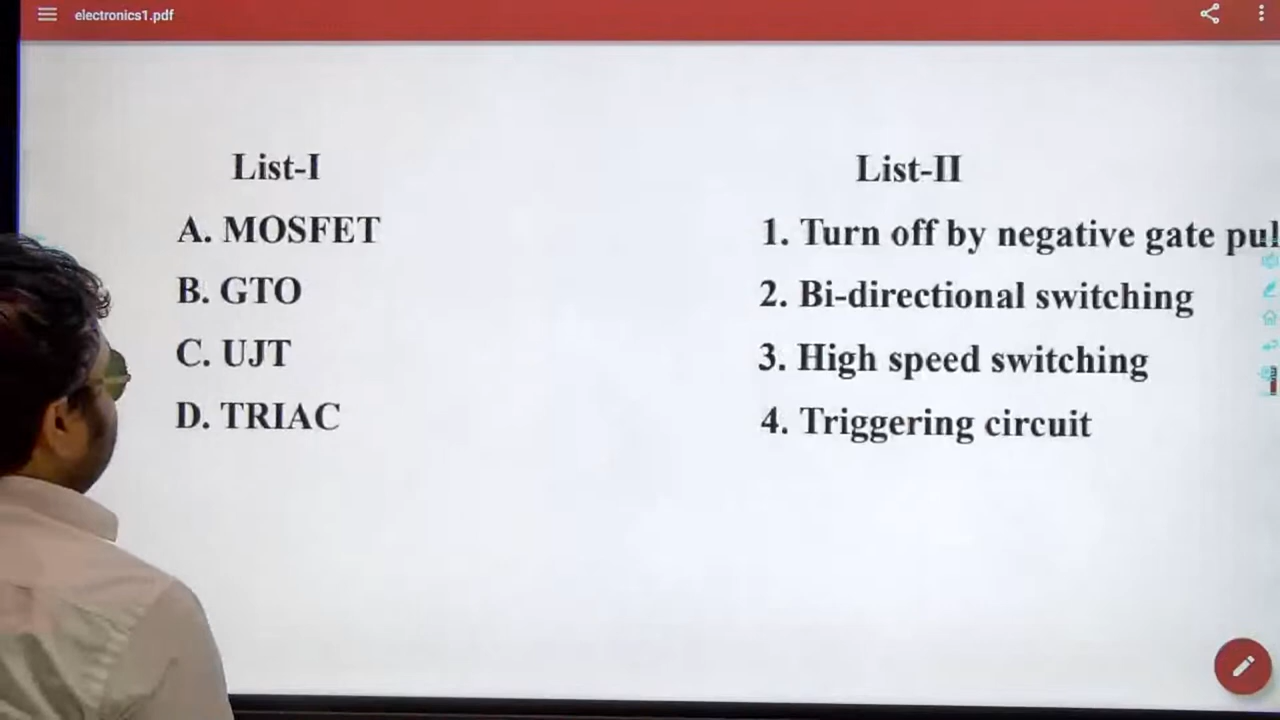 electronics1.pdf
List-I
List-II
A. MOSFET
1. Turn off by negative gate pul
B. GTO
2. Bi-directional switching
C. UJT
3. High speed switching
D. TRIAC
4. Triggering circuit